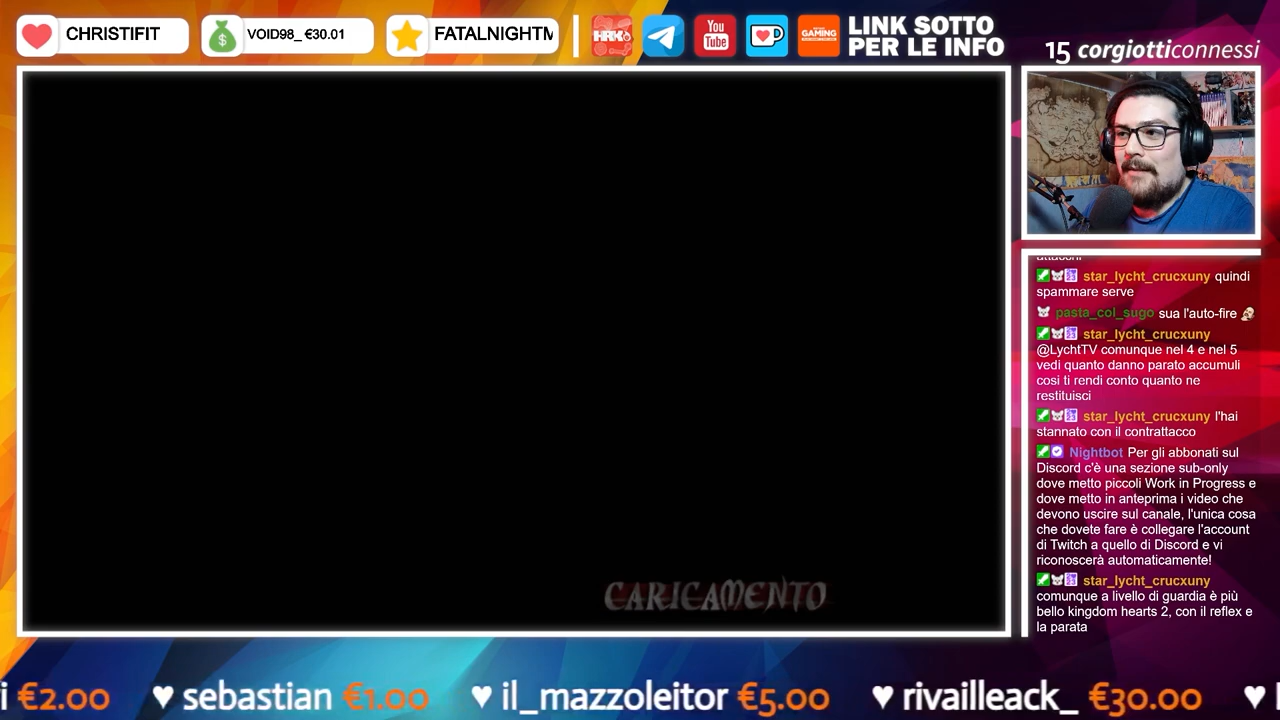 CHRISTIFIT
VOID98_ €30.01
FATALNIGHTM
HRK
You
Tube
GAMING
LINK SOTTO
PER LE INFO
15 corgiotticonnessi
star_lycht_crucxuny quindi
spammare serve
pasta_col_sugo sua l'auto-fire
star_lycht_crucxuny
@LychtTV comunque nel 4 e nel 5
vedi quanto danno parato accumuli
cosi ti rendi conto quanto ne
restituisci
star_lycht_crucxuny l'hai
stannato con il contrattacco
Nightbot Per gli abbonati sul
Discord c'è una sezione sub-only
dove metto piccoli Work in Progress e
dove metto in anteprima i video che
devono uscire sul canale, l'unica cosa
che dovete fare è collegare l'account
di Twitch a quello di Discord e vi
riconoscerà automaticamente!
star_lycht_crucxuny
comunque a livello di guardia è più
bello kingdom hearts 2, con il reflex e
la parata
CARICAMENTO
i €2.00 ♥ sebastian €1.00 ♥ il_mazzoleitor €5.00 ♥ rivailleack_ €30.00 ♥